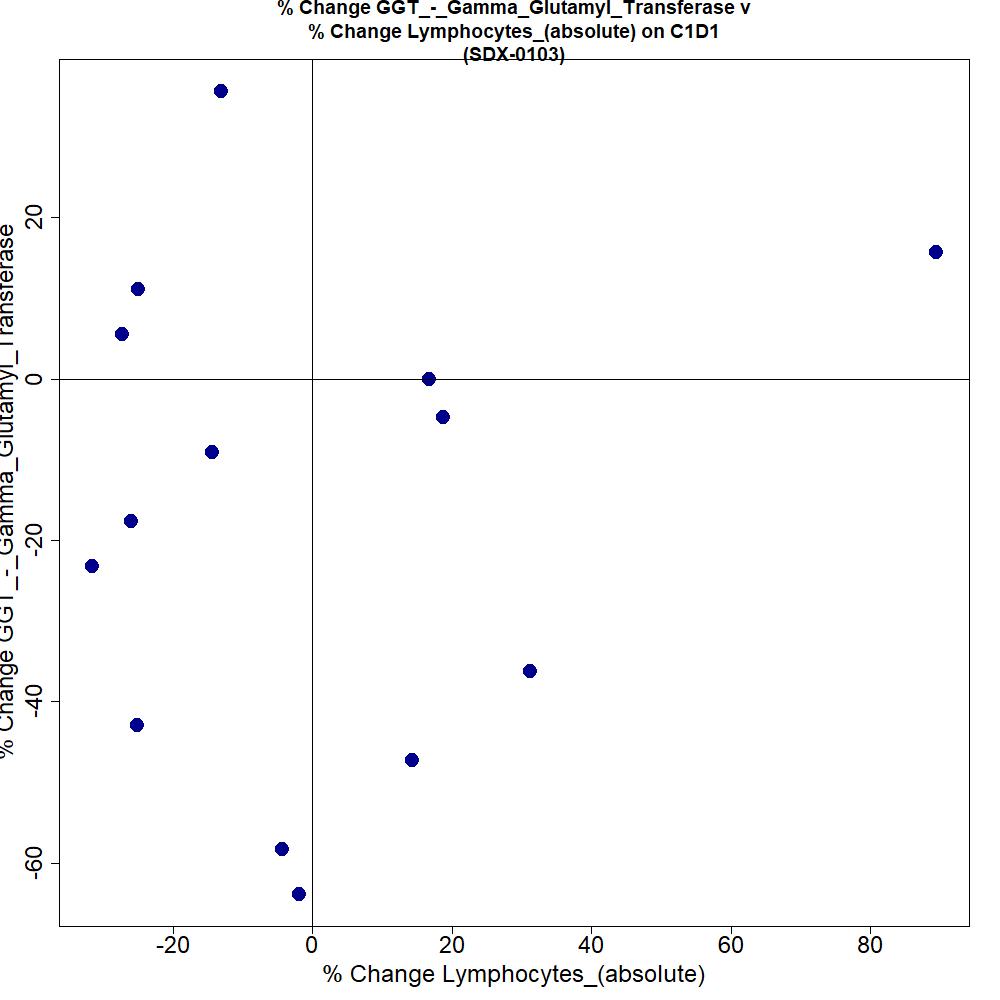 % Change GGT_-_Gamma_Glutamyl_Transferase v
% Change Lymphocytes_(absolute) on C1D1
(SDX-0103)
% Change GGT_-_Gamma_Glutamyl_Transferase
20
0
-20
-40
-60
-20
0
20
40
60
80
% Change Lymphocytes_(absolute)